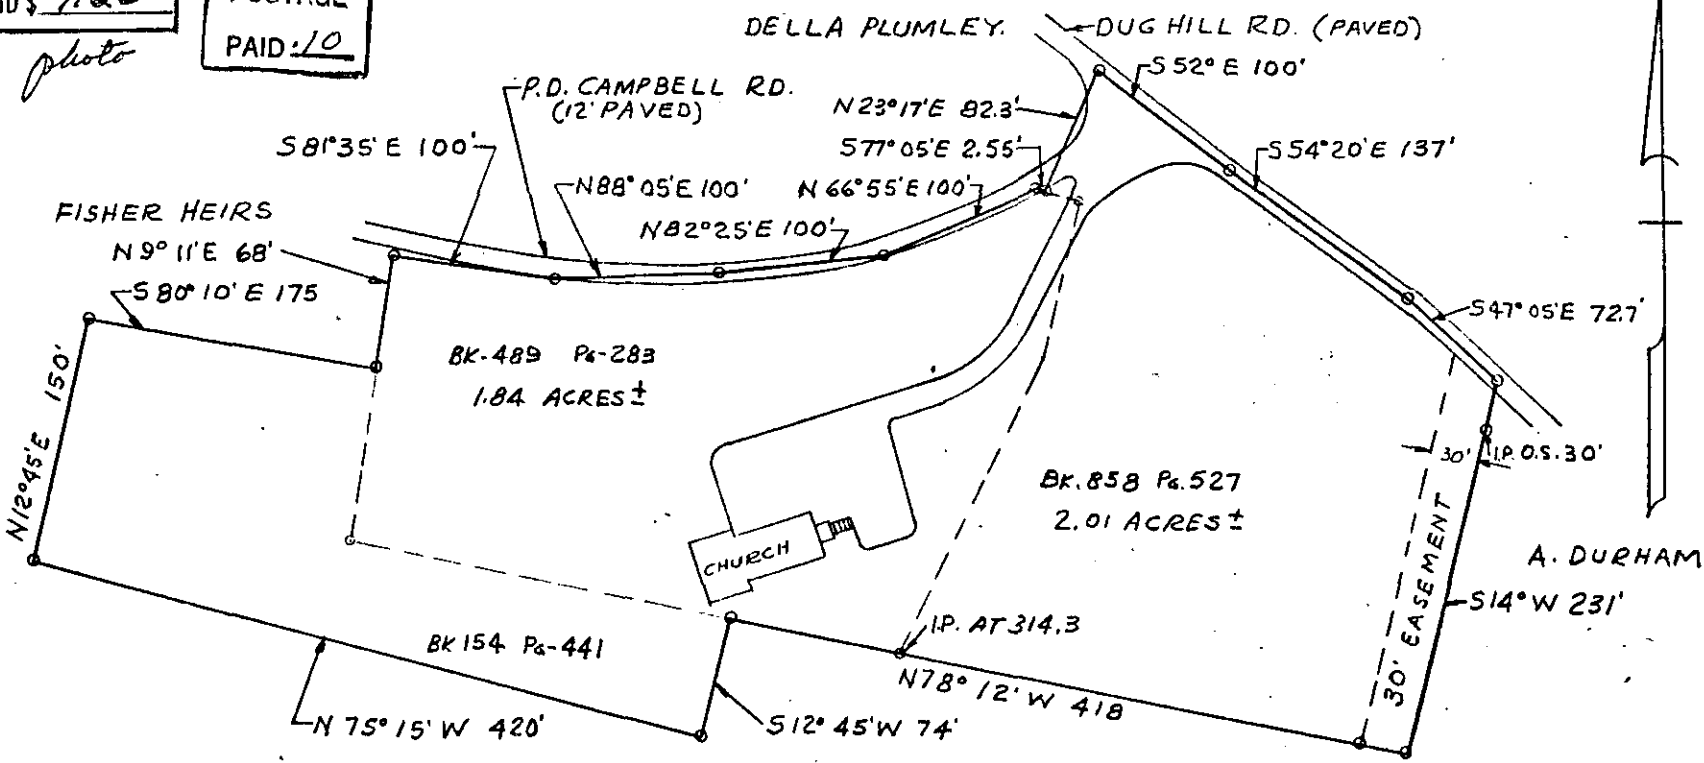 photo
POSTAGE
PAID: 10
DELLA PLUMLEY.
DUG HILL RD. (PAVED)
S 52° E 100'
P.D. CAMPBELL RD.
(12' PAVED)
N 23° 17' E 82.3'
S 81° 35' E 100'
S 77° 05' E 2.55'
S 54° 20' E 137'
N 88° 05' E 100'
N 66° 55' E 100'
FISHER HEIRS
N 82° 25' E 100'
N 9° 11' E 68'
S 80° 10' E 175
S 47° 05' E 72.7'
BK-489 PG-283
1.84 ACRES ±
N 12° 45' E 150'
30'
I.P. O.S. 30'
BK. 858 PG. 527
2.01 ACRES ±
CHURCH
A. DURHAM
30' EASEMENT
S 14° W 231'
I.P. AT 314.3
BK 154 PG-441
N 78° 12' W 418
N 75° 15' W 420'
S 12° 45' W 74'